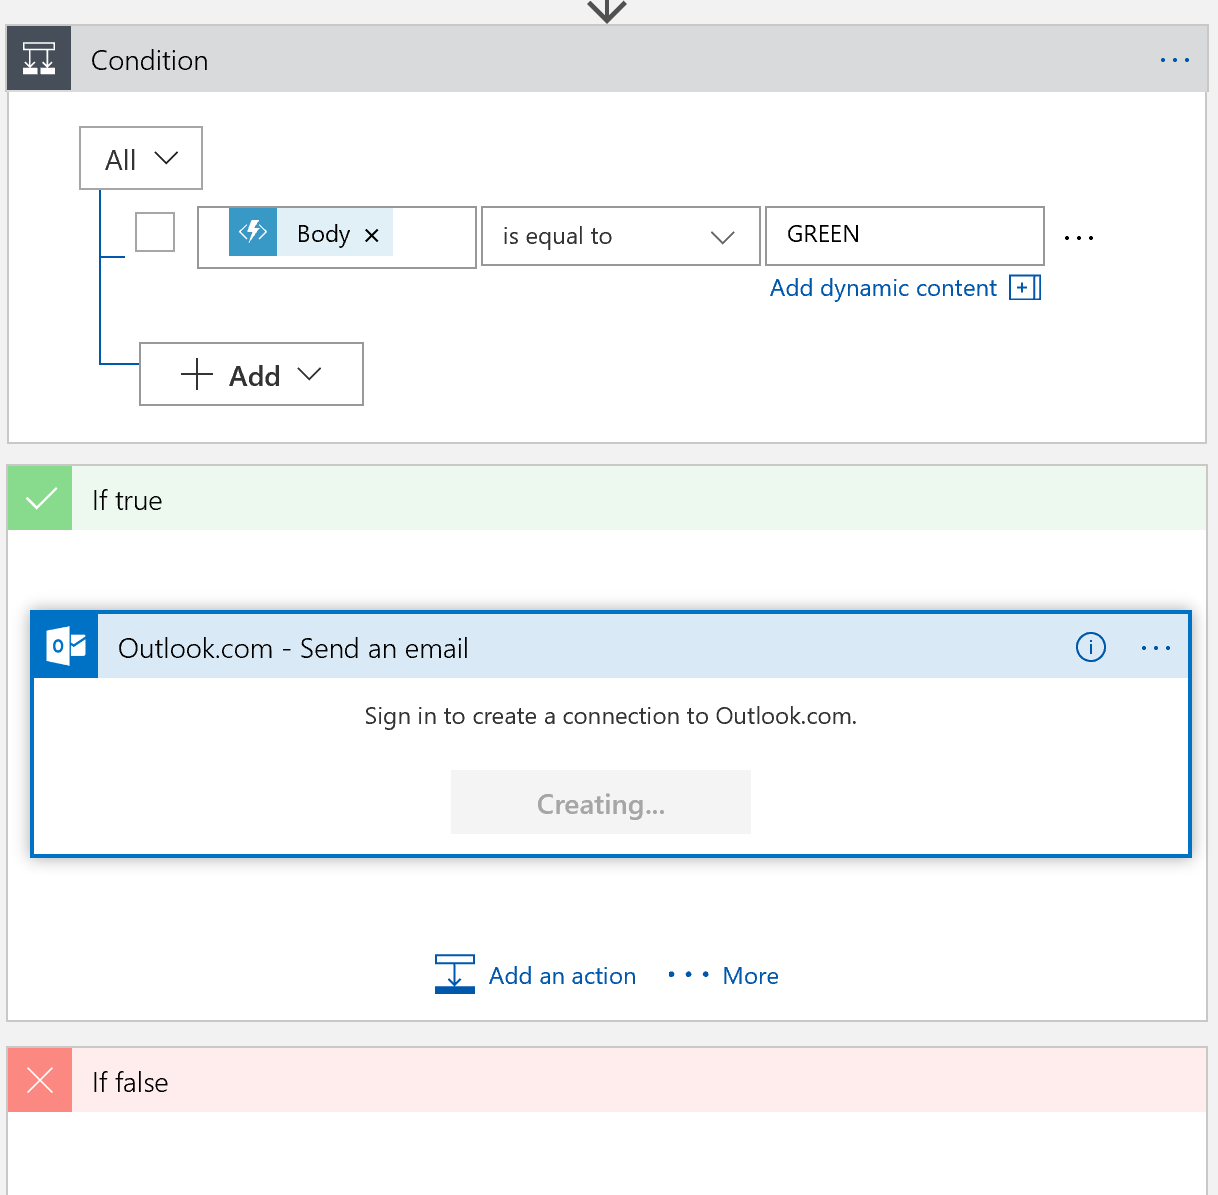 Condition
All
Body
is equal to
GREEN
Add dynamic content
Add
If true
Outlook.com - Send an email
Sign in to create a connection to Outlook.com.
Creating...
Add an action
More
If false